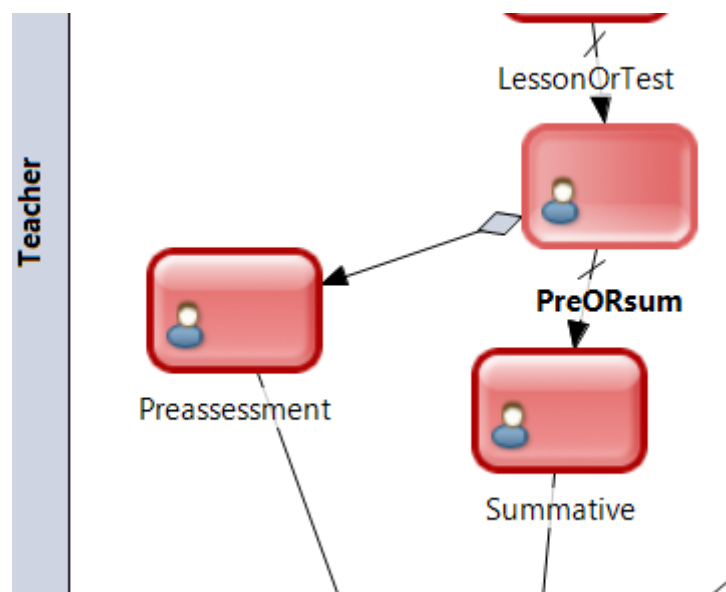 Teacher
LessonOrTest
PreORsum
Preassessment
Summative